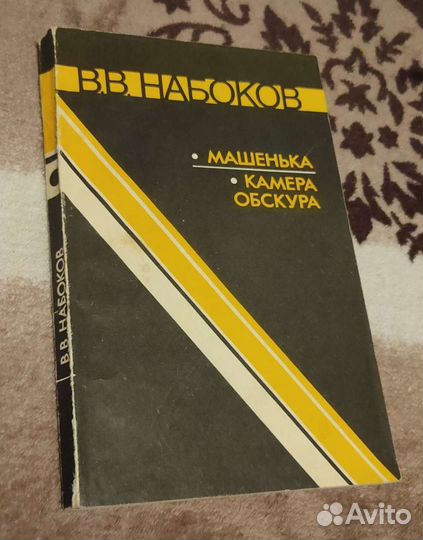 В.В. НАБОКОВ
• МАШЕНЬКА
• КАМЕРА
ОБСКУРА
В. В. НАБОКОВ
Avito